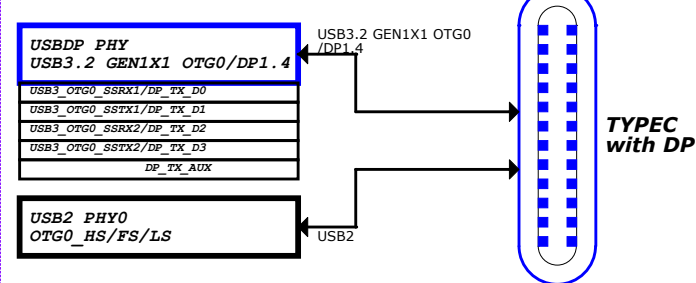 USBDP PHY
USB3.2 GEN1X1 OTG0/DP1.4
USB3_OTG0_SSRX1/DP_TX_D0
USB3_OTG0_SSTX1/DP_TX_D1
USB3_OTG0_SSRX2/DP_TX_D2
USB3_OTG0_SSTX2/DP_TX_D3
DP_TX_AUX
USB3.2 GEN1X1 OTG0
/DP1.4
USB2 PHY0
OTG0_HS/FS/LS
USB2
TYPEC
with DP